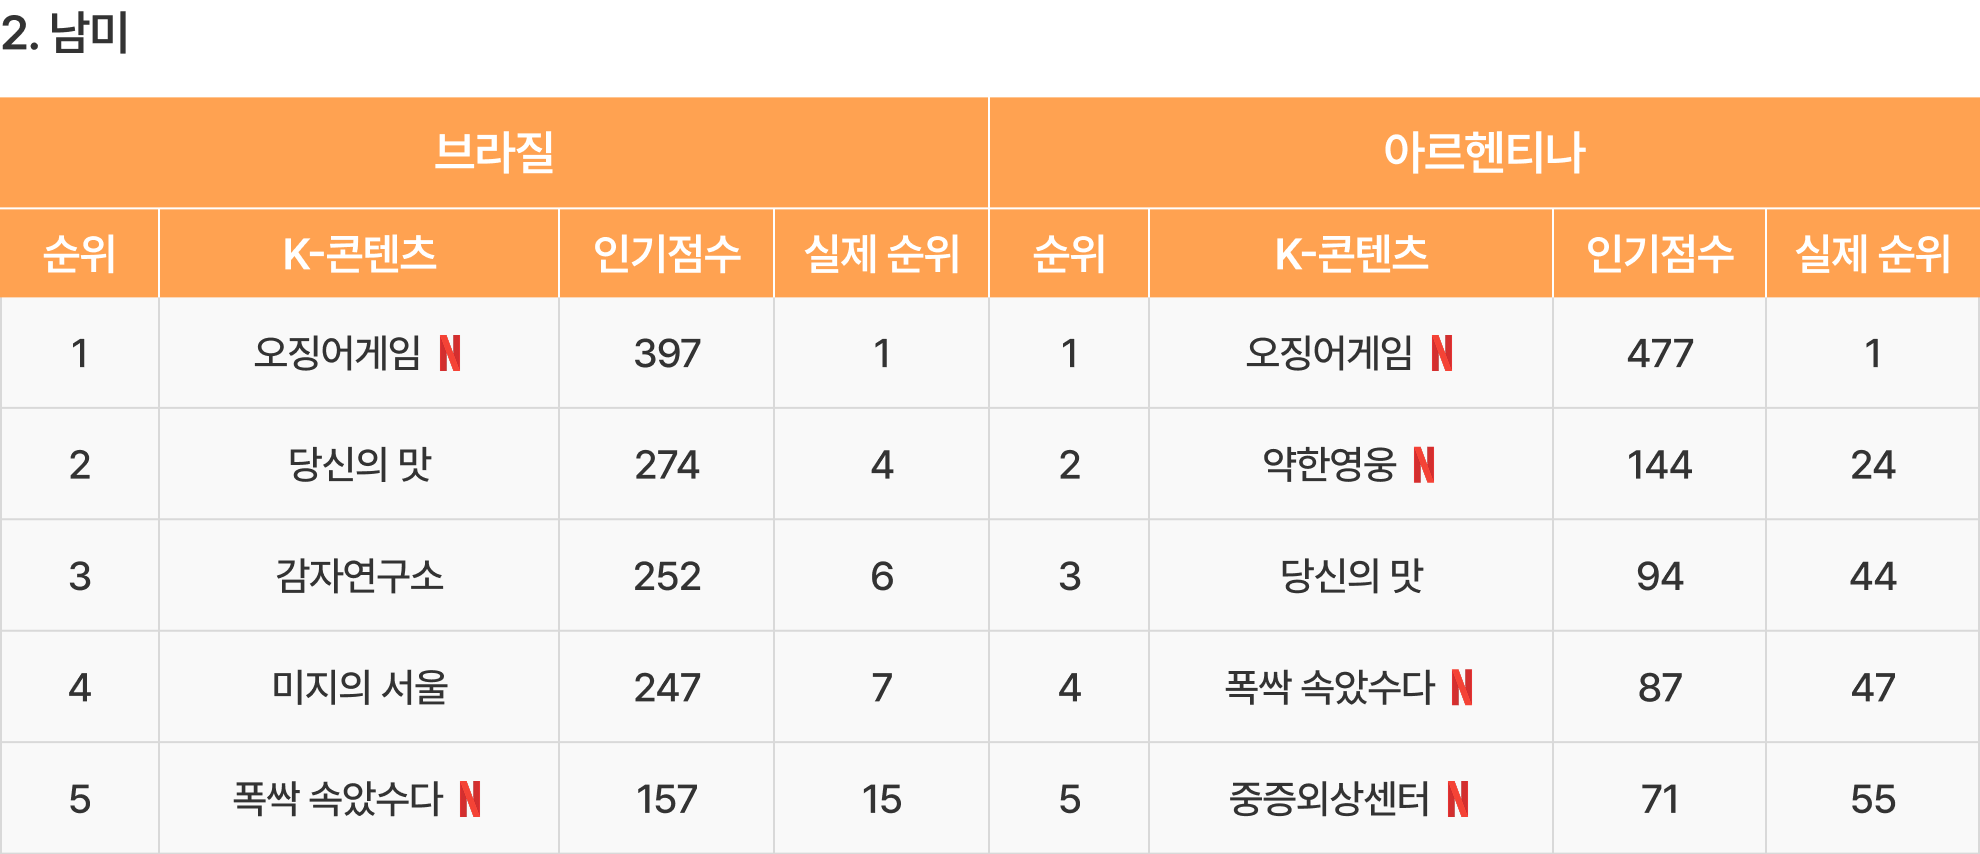 2. 남미
브라질 아르헨티나
순위 K-콘텐츠 인기점수 실제 순위 순위 K-콘텐츠 인기점수 실제 순위
1 오징어게임 N 397 1 1 오징어게임 N 477 1
2 당신의 맛 274 4 2 약한영웅 N 144 24
3 감자연구소 252 6 3 당신의 맛 94 44
4 미지의 서울 247 7 4 폭싹 속았수다 N 87 47
5 폭싹 속았수다 N 157 15 5 중증외상센터 N 71 55